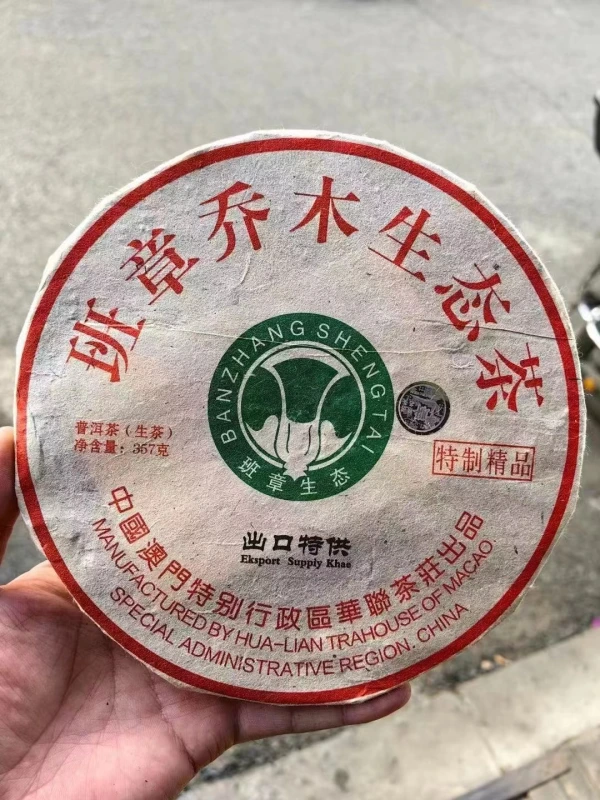 班章乔木生态茶
BANZHANG SHENG TAI
班章生态
普洱茶（生茶）
净含量：357克
特制精品
出口特供
Eksport Supply Khae
中國澳門特别行政區華聯茶莊出品
MANUFACTURED BY HUA-LIAN TRAHOUSE OF MACAO
SPECIAL ADMINISTRATIVE REGION. CHINA